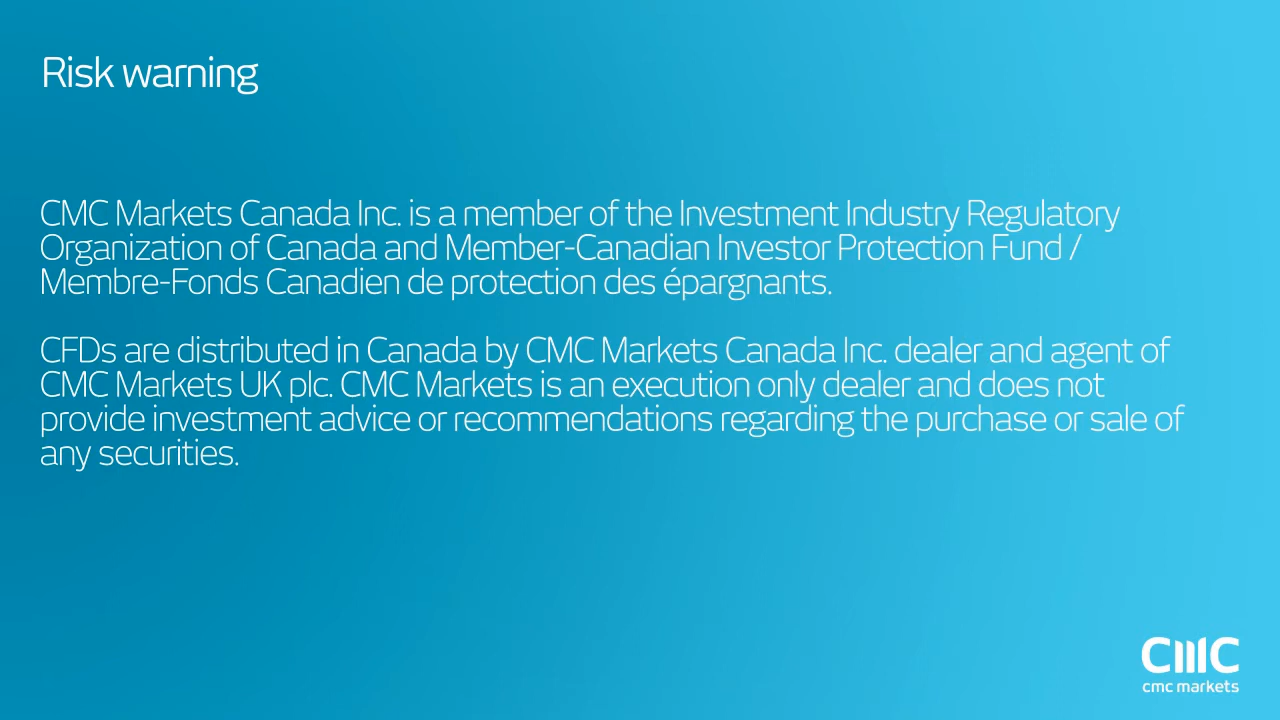 Risk warning
CMC Markets Canada Inc. is a member of the Investment Industry Regulatory
Organization of Canada and Member-Canadian Investor Protection Fund /
Membre-Fonds Canadien de protection des épargnants.
CFDs are distributed in Canada by CMC Markets Canada Inc. dealer and agent of
CMC Markets UK plc. CMC Markets is an execution only dealer and does not
provide investment advice or recommendations regarding the purchase or sale of
any securities.
CMC
cmc markets